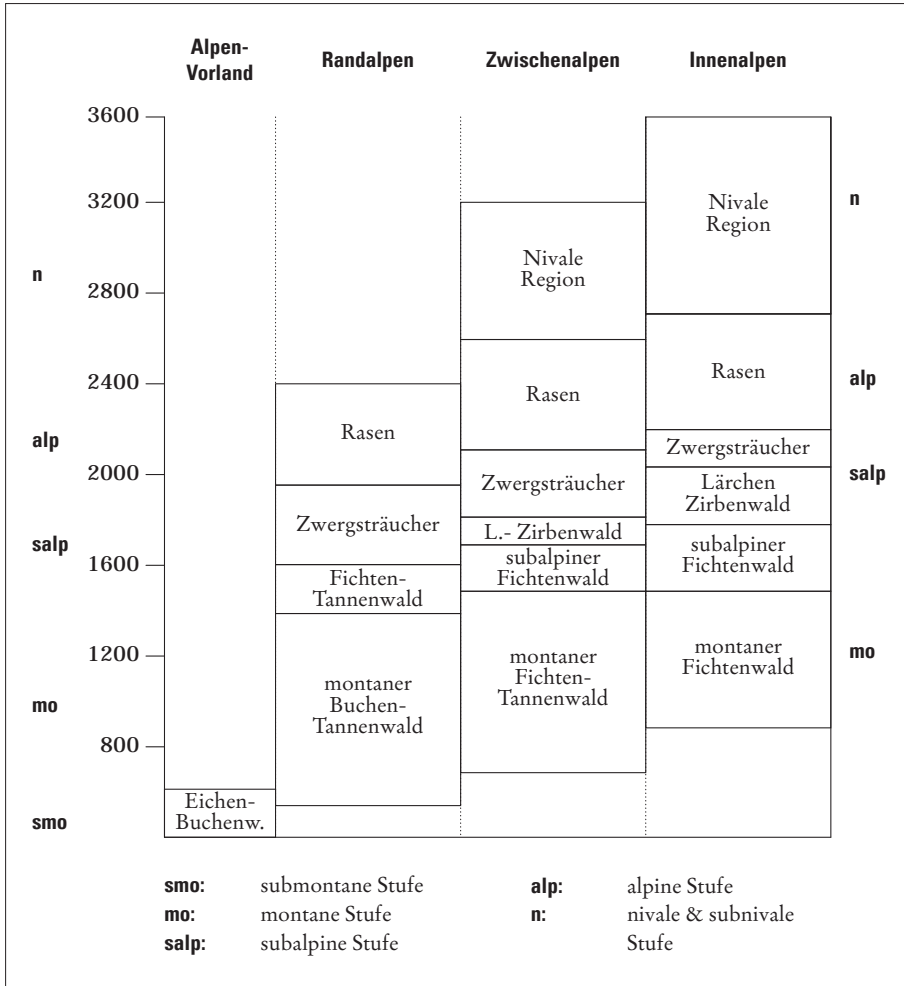 Alpen-
Vorland
Randalpen
Zwischenalpen
Innenalpen
3600
3200
2800
2400
2000
1600
1200
800
n
alp
salp
mo
smo
Eichen-
Buchenw.
Rasen
Zwergsträucher
Fichten-
Tannenwald
montaner
Buchen-
Tannenwald
Nivale
Region
Rasen
Zwergsträucher
L.- Zirbenwald
subalpiner
Fichtenwald
montaner
Fichten-
Tannenwald
Nivale
Region
Rasen
Zwergsträucher
Lärchen
Zirbenwald
subalpiner
Fichtenwald
montaner
Fichtenwald
n
alp
salp
mo
smo: submontane Stufe
mo: montane Stufe
salp: subalpine Stufe
alp: alpine Stufe
n: nivale & subnivale
Stufe